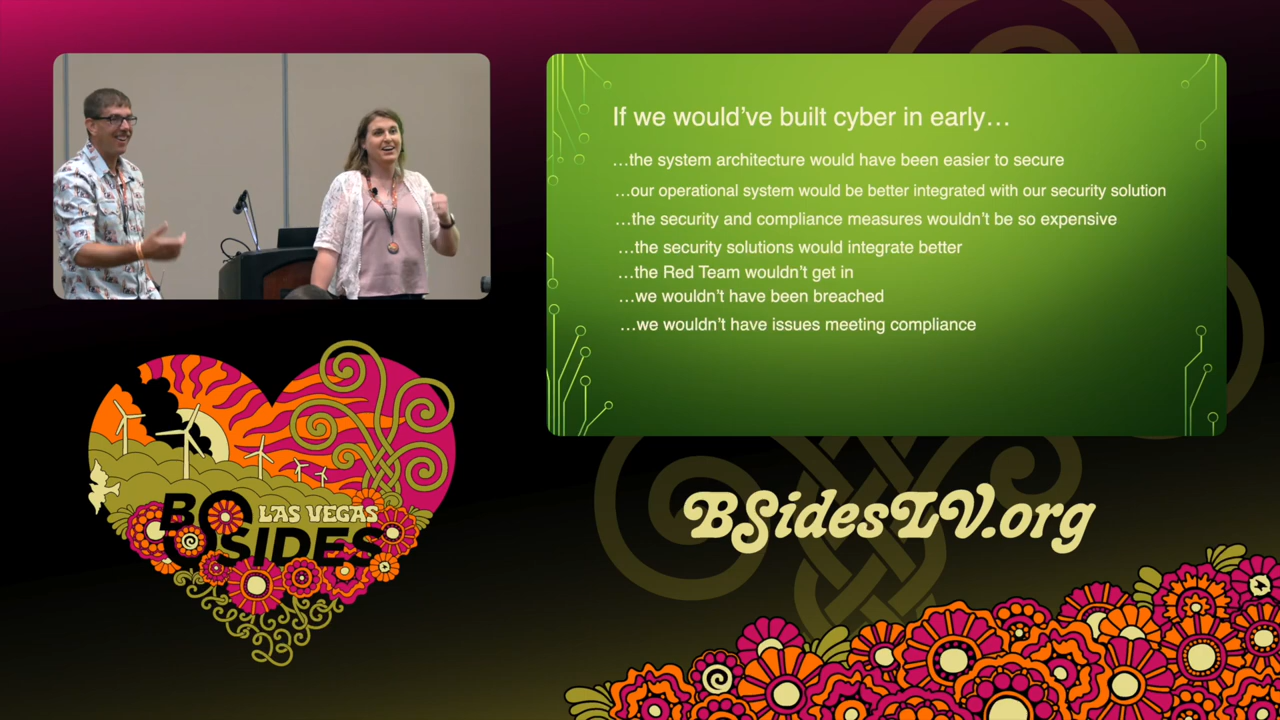 If we would've built cyber in early…
…the system architecture would have been easier to secure
…our operational system would be better integrated with our security solution
…the security and compliance measures wouldn't be so expensive
…the security solutions would integrate better
…the Red Team wouldn't get in
…we wouldn't have been breached
…we wouldn't have issues meeting compliance
LAS VEGAS
BSIDES
BSidesLV.org